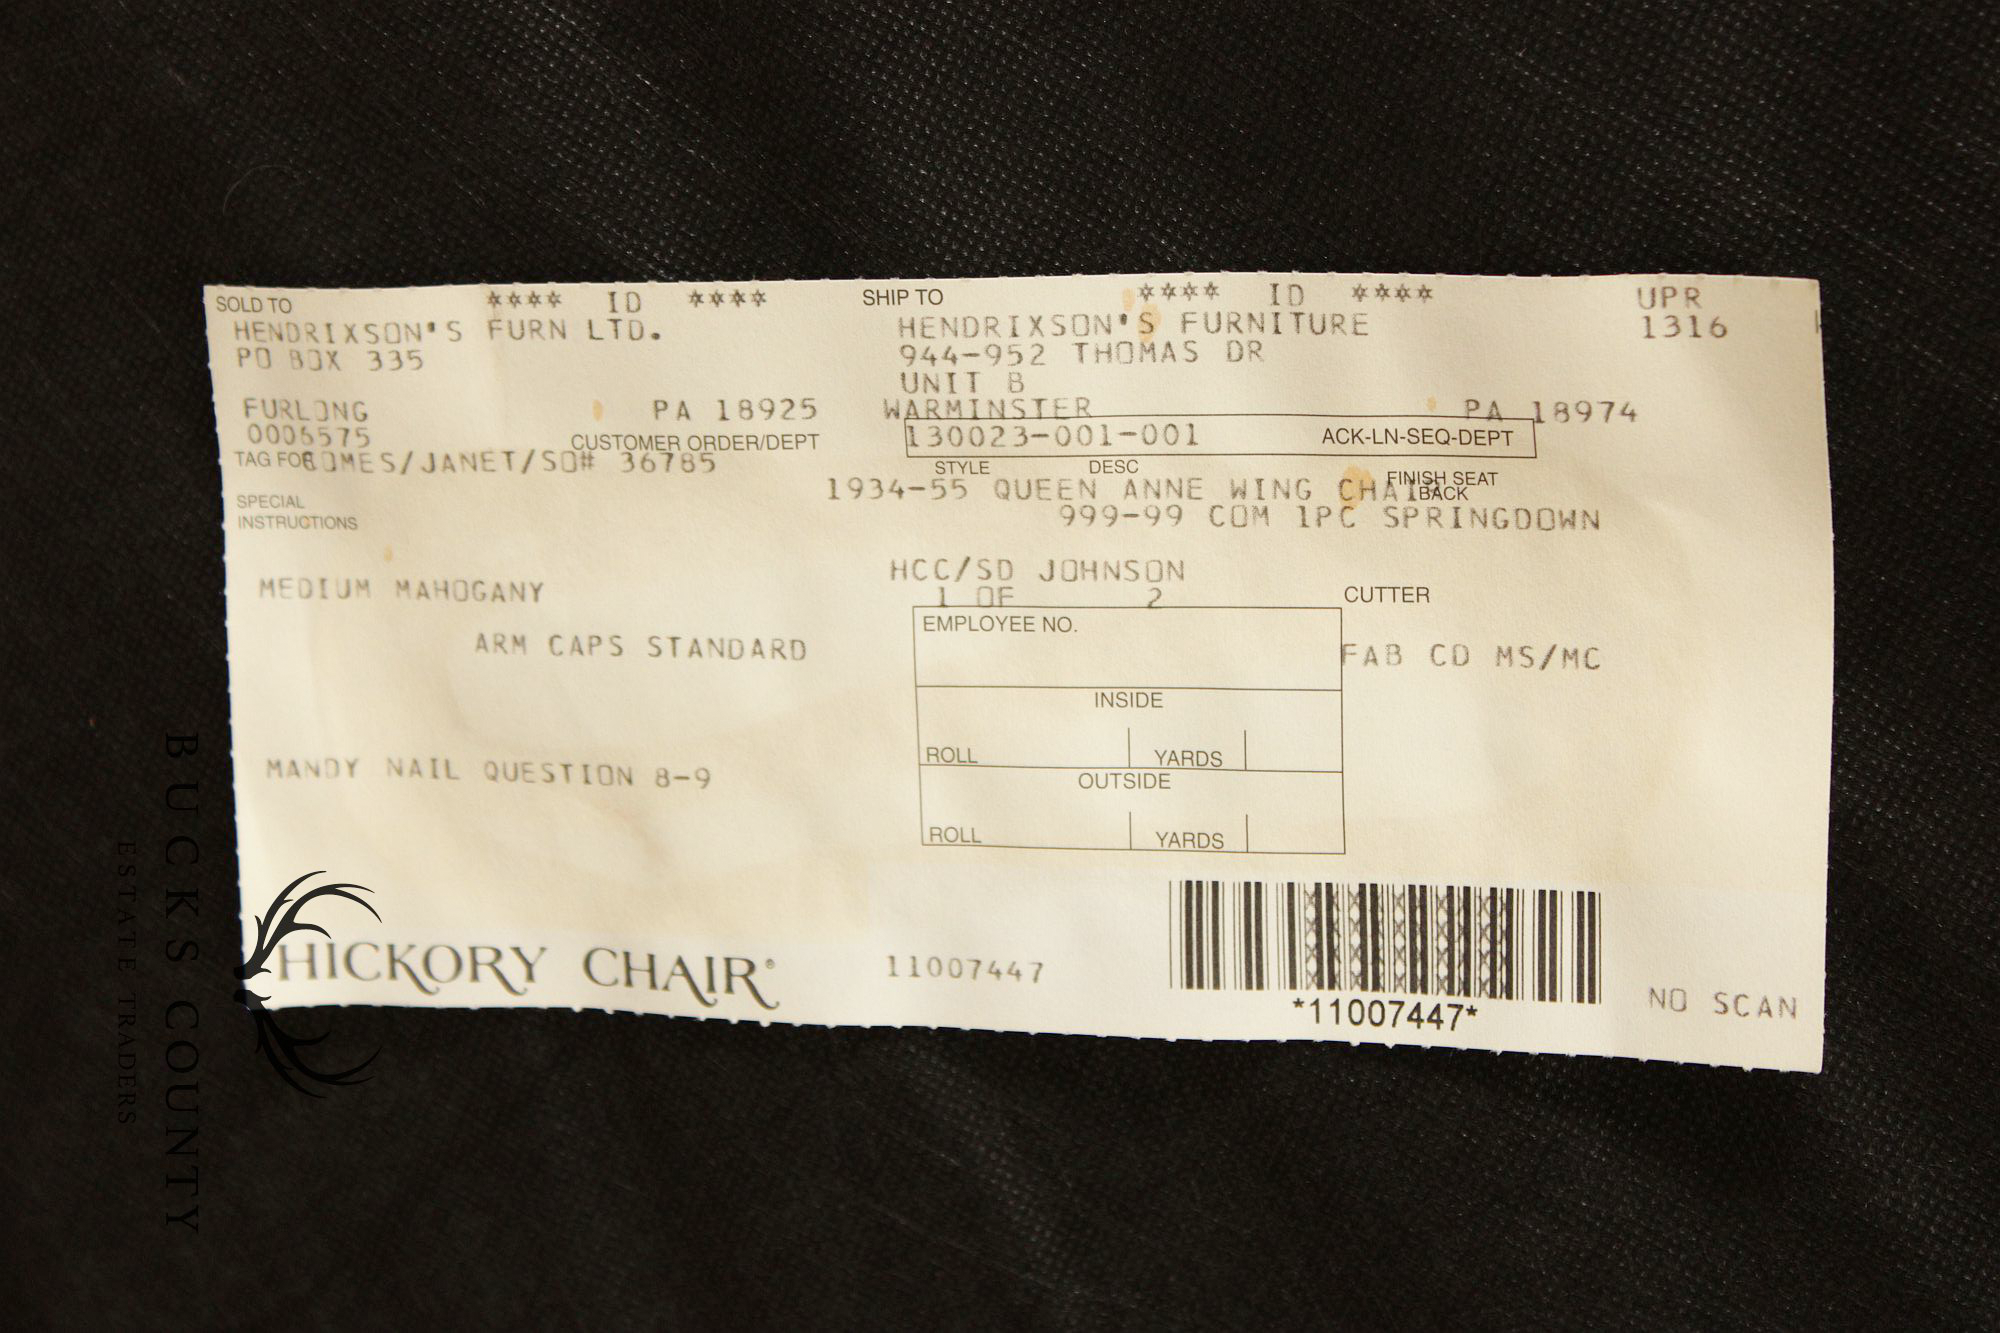 SOLD TO **** ID ****
HENDRIXSON'S FURN LTD.
PO BOX 335
FURLONG PA 18925
0006575 CUSTOMER ORDER/DEPT
TAG FOR /JANET/SO# 36785
SPECIAL
INSTRUCTIONS
SHIP TO **** ID ****
HENDRIXSON'S FURNITURE
944-952 THOMAS DR
UNIT B
WARMINSTER PA 18974
UPR
1316
130023-001-001 ACK-LN-SEQ-DEPT
STYLE DESC FINISH SEAT
BACK
1934-55 QUEEN ANNE WING CHAIR
999-99 COM 1PC SPRINGDOWN
HCC/SD JOHNSON
1 OF 2
MEDIUM MAHOGANY
ARM CAPS STANDARD
MANDY NAIL QUESTION 8-9
CUTTER
EMPLOYEE NO.
FAB CD MS/MC
INSIDE
ROLL YARDS
OUTSIDE
ROLL YARDS
HICKORY CHAIR®
11007447
*11007447*
NO SCAN
BUCKS COUNTY
ESTATE TRADERS